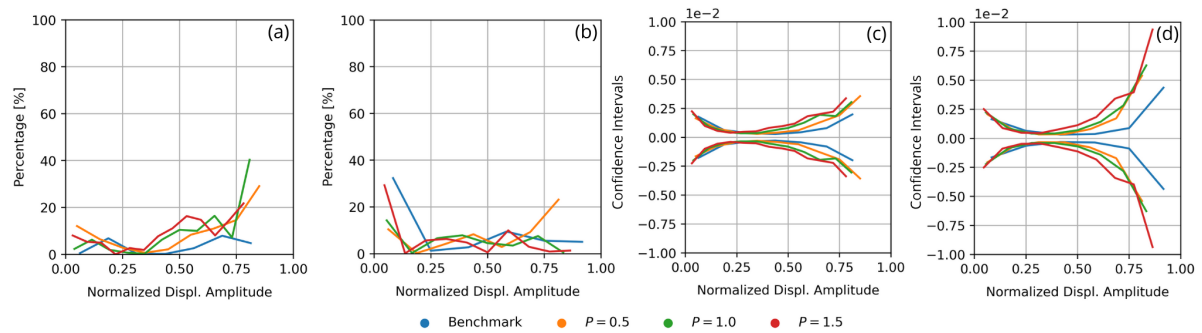 (a)
100
80
60
40
20
0
Percentage [%]
0.00 0.25 0.50 0.75 1.00
Normalized Displ. Amplitude
(b)
100
80
60
40
20
0
Percentage [%]
0.00 0.25 0.50 0.75 1.00
Normalized Displ. Amplitude
1e−2
(c)
1.00
0.75
0.50
0.25
0.00
−0.25
−0.50
−0.75
−1.00
Confidence Intervals
0.00 0.25 0.50 0.75 1.00
Normalized Displ. Amplitude
1e−2
(d)
1.00
0.75
0.50
0.25
0.00
−0.25
−0.50
−0.75
−1.00
Confidence Intervals
0.00 0.25 0.50 0.75 1.00
Normalized Displ. Amplitude
Benchmark P = 0.5 P = 1.0 P = 1.5